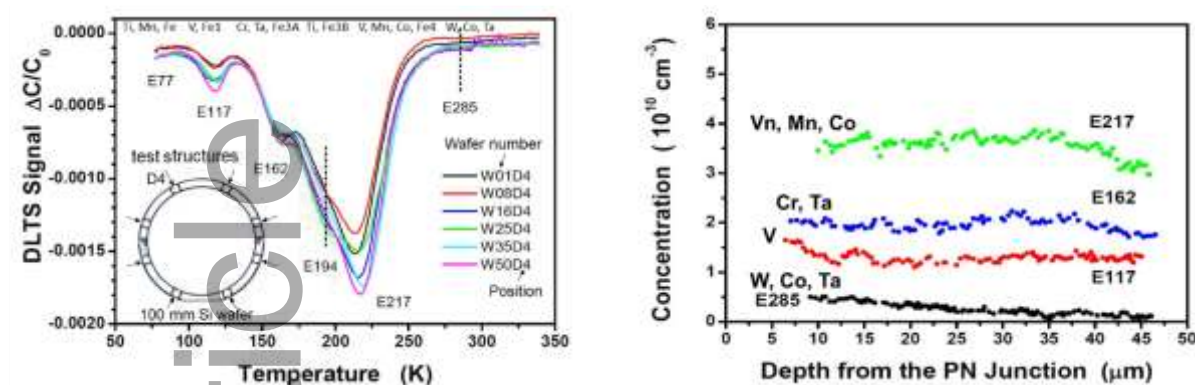 Ti, Mn, Fe V, Fe1 Cr, Ta, Fe3A Ti, Fe3B V, Mn, Co, Fe4 W, Co, Ta
0.0000
-0.0005
-0.0010
-0.0015
-0.0020
DLTS Signal ΔC/C0
E77
E117
E162
E194
E217
E285
test structures
D4
100 mm Si wafer
Wafer number
W01D4
W08D4
W16D4
W25D4
W35D4
W50D4
Position
50 100 150 200 250 300 350
Temperature (K)
6
5
4
3
2
1
0
Concentration ( 10^10 cm^-3 )
Vn, Mn, Co
E217
Cr, Ta
E162
V
E117
W, Co, Ta
E285
0 5 10 15 20 25 30 35 40 45 50
Depth from the PN Junction (μm)